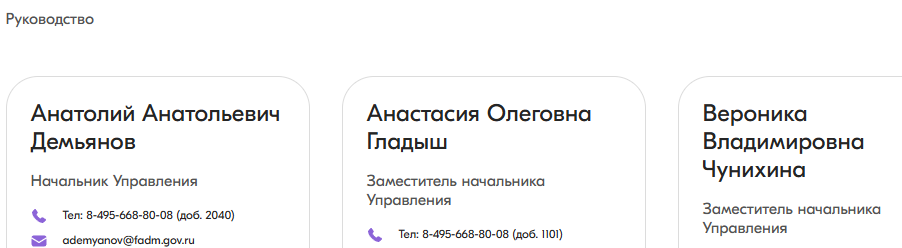 Руководство
Анатолий Анатольевич
Демьянов
Начальник Управления
Тел: 8-495-668-80-08 (доб. 2040)
ademyanov@fadm.gov.ru
Анастасия Олеговна
Гладыш
Заместитель начальника
Управления
Тел: 8-495-668-80-08 (доб. 1101)
Вероника
Владимировна
Чунихина
Заместитель начальника
Управления